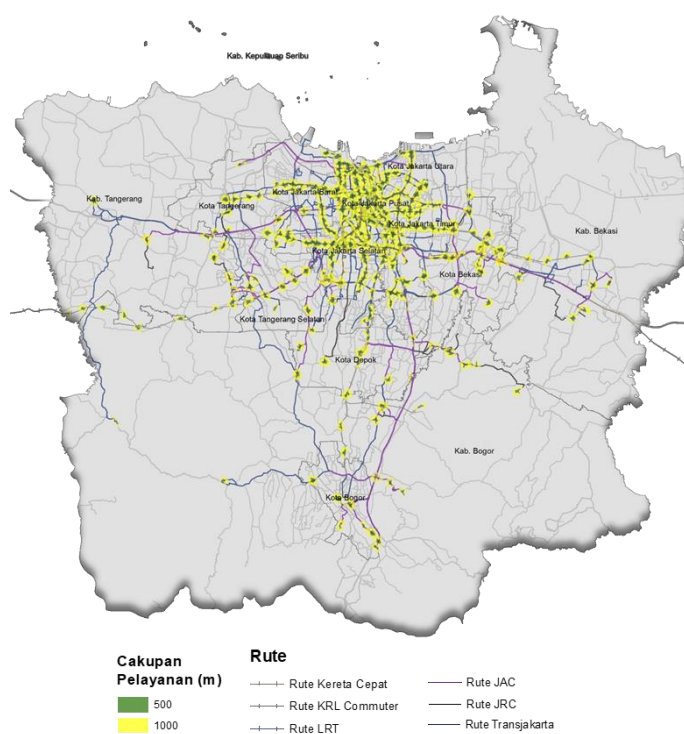 Kab. Kepulauan Seribu
Kota Jakarta Utara
Kab. Tangerang
Kota Jakarta Barat
Kota Tangerang
Kota Jakarta Pusat
Kota Jakarta Timur
Kab. Bekasi
Kota Jakarta Selatan
Kota Bekasi
Kota Tangerang Selatan
Kota Depok
Kab. Bogor
Kota Bogor
Cakupan
Pelayanan (m)
500
1000
Rute
Rute Kereta Cepat
Rute KRL Commuter
Rute LRT
Rute JAC
Rute JRC
Rute Transjakarta